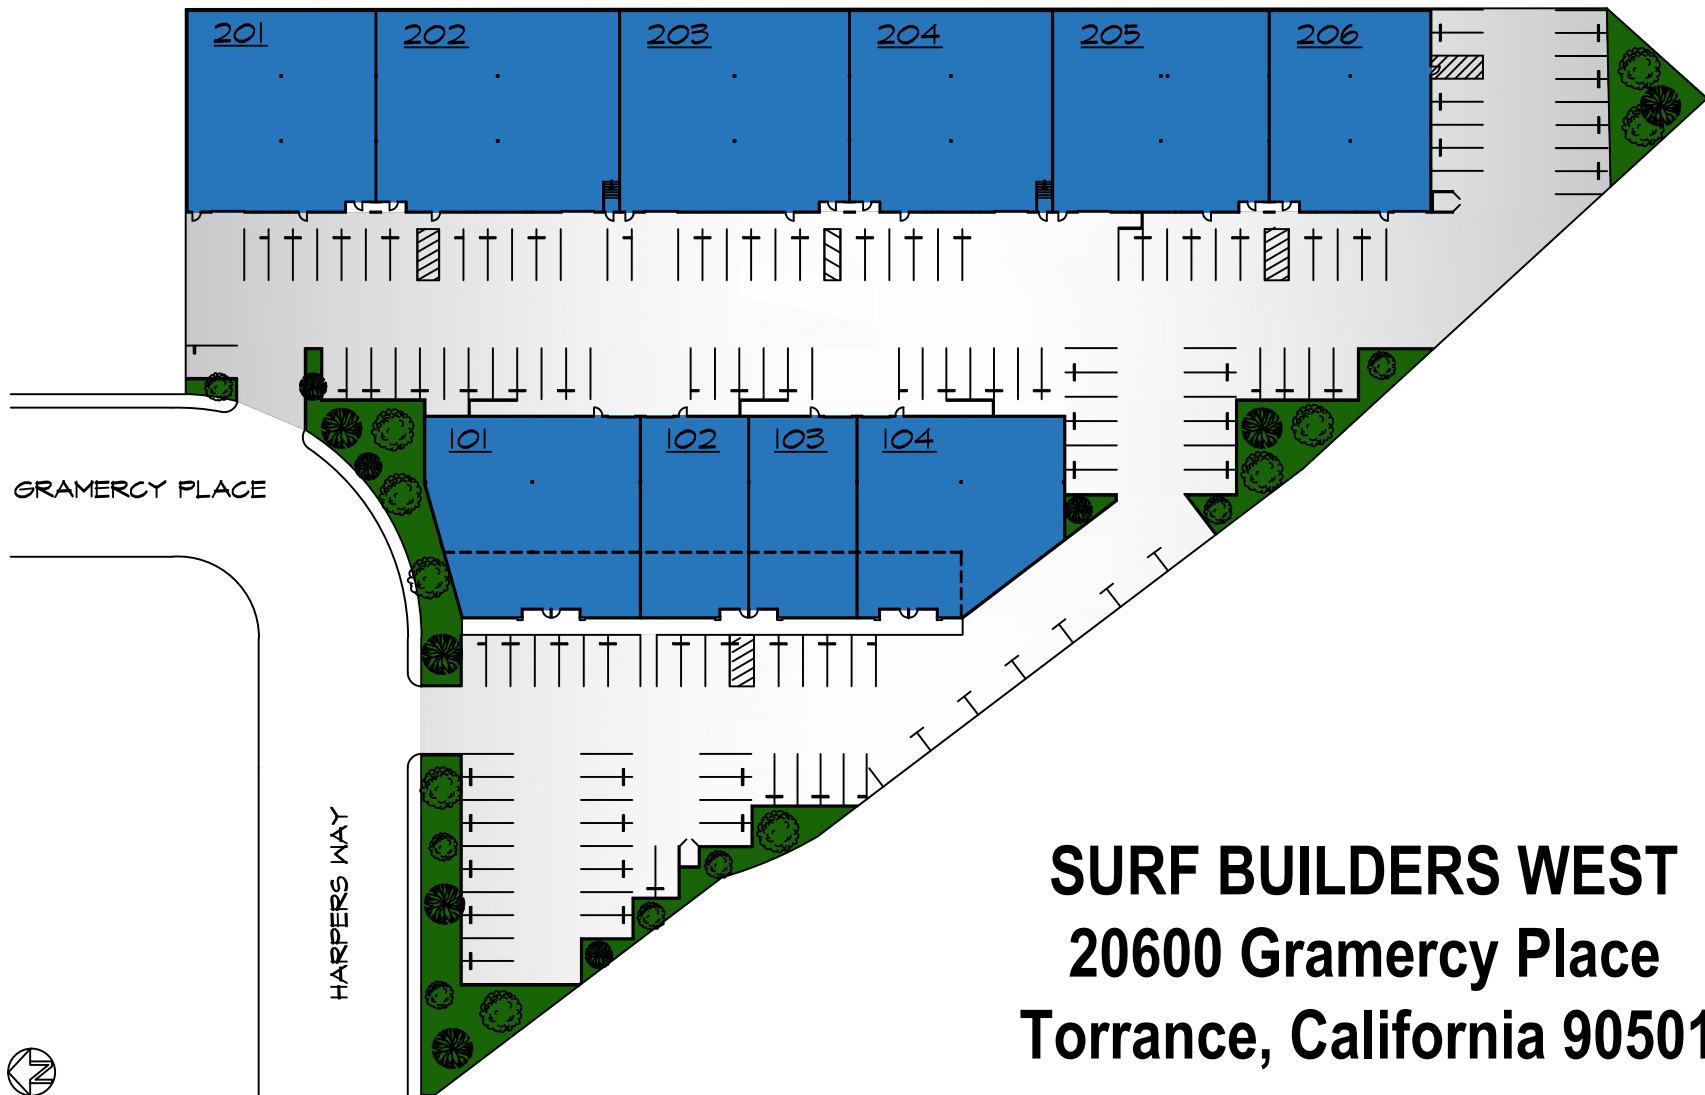 201 202 203 204 205 206
101 102 103 104
GRAMERCY PLACE
HARPERS WAY
SURF BUILDERS WEST
20600 Gramercy Place
Torrance, California 90501
N